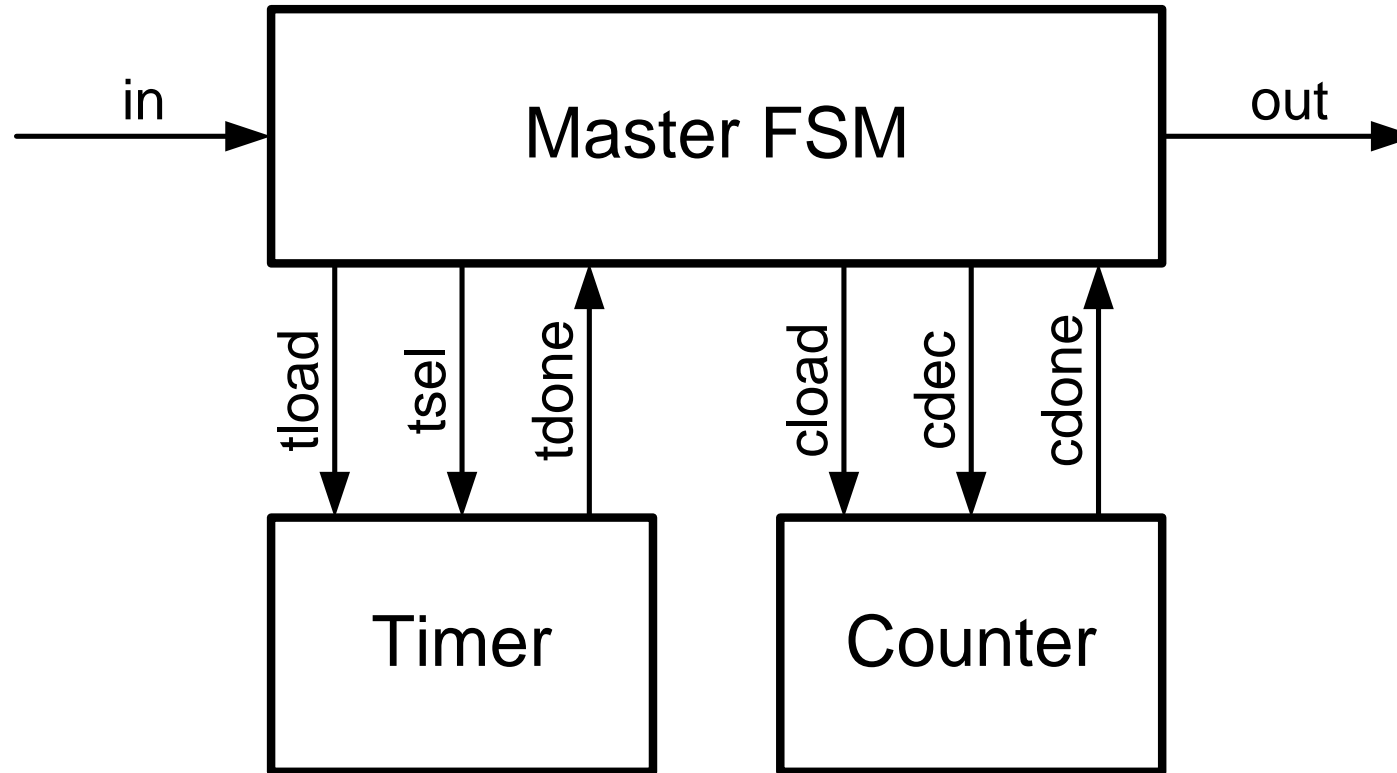 in
Master FSM
out
tload
tsel
tdone
cload
cdec
cdone
Timer
Counter